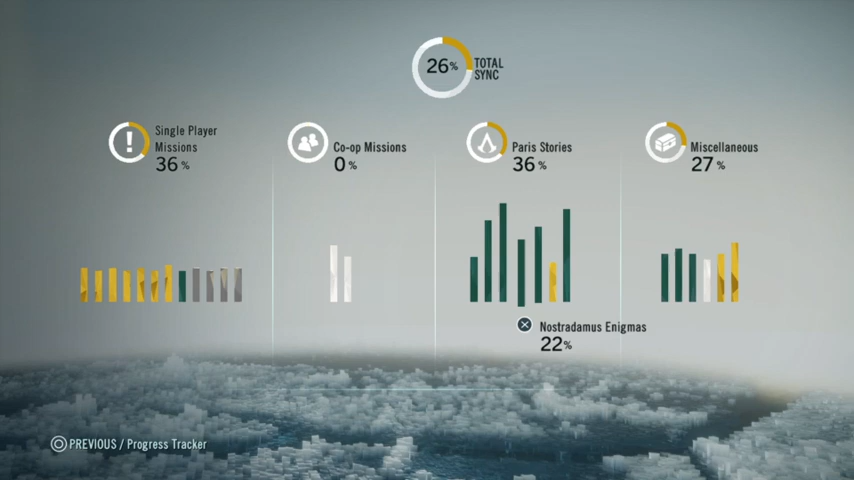 26%
TOTAL
SYNC
Single Player
Missions
36%
Co-op Missions
0%
Paris Stories
36%
Miscellaneous
27%
Nostradamus Enigmas
22%
PREVIOUS / Progress Tracker